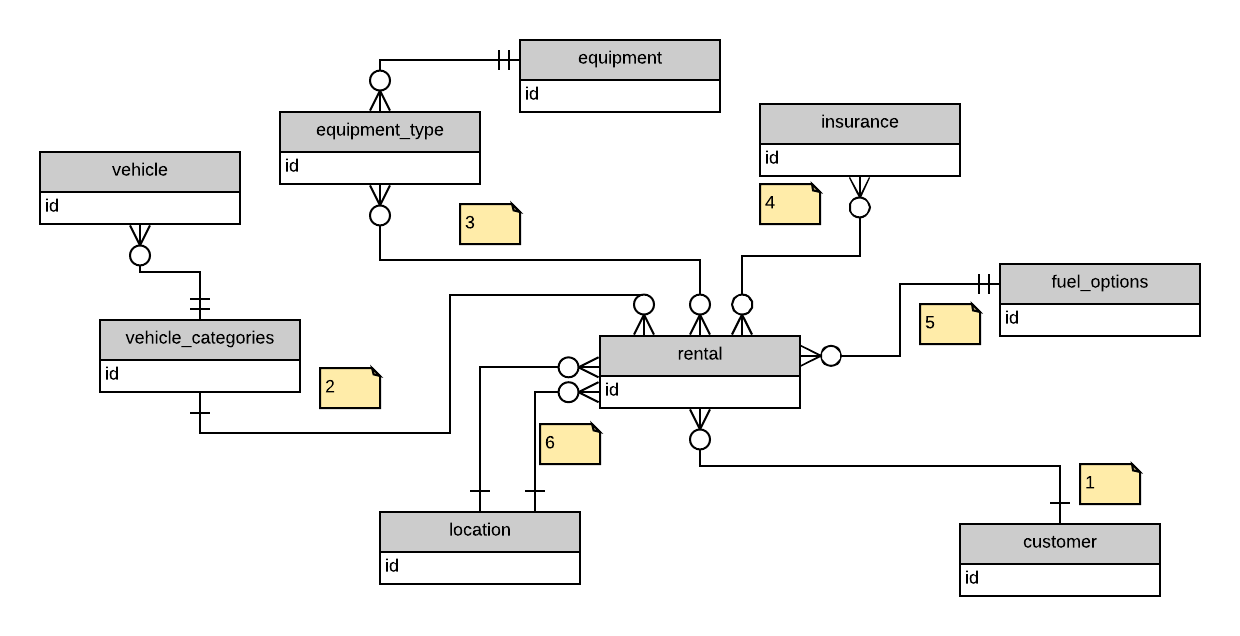 equipment
id
equipment_type
id
insurance
id
vehicle
id
3
4
fuel_options
id
5
vehicle_categories
id
2
rental
id
6
1
location
id
customer
id